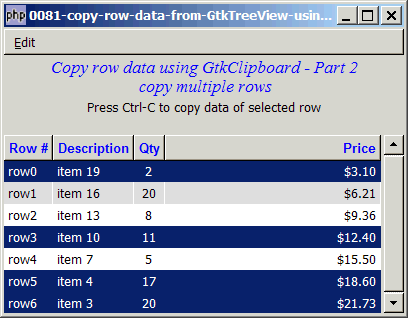 php 0081-copy-row-data-from-GtkTreeView-usin...
Edit
Copy row data using GtkClipboard - Part 2
copy multiple rows
Press Ctrl-C to copy data of selected row
Row # Description Qty Price
row0 item 19 2 $3.10
row1 item 16 20 $6.21
row2 item 13 8 $9.36
row3 item 10 11 $12.40
row4 item 7 5 $15.50
row5 item 4 17 $18.60
row6 item 3 20 $21.73